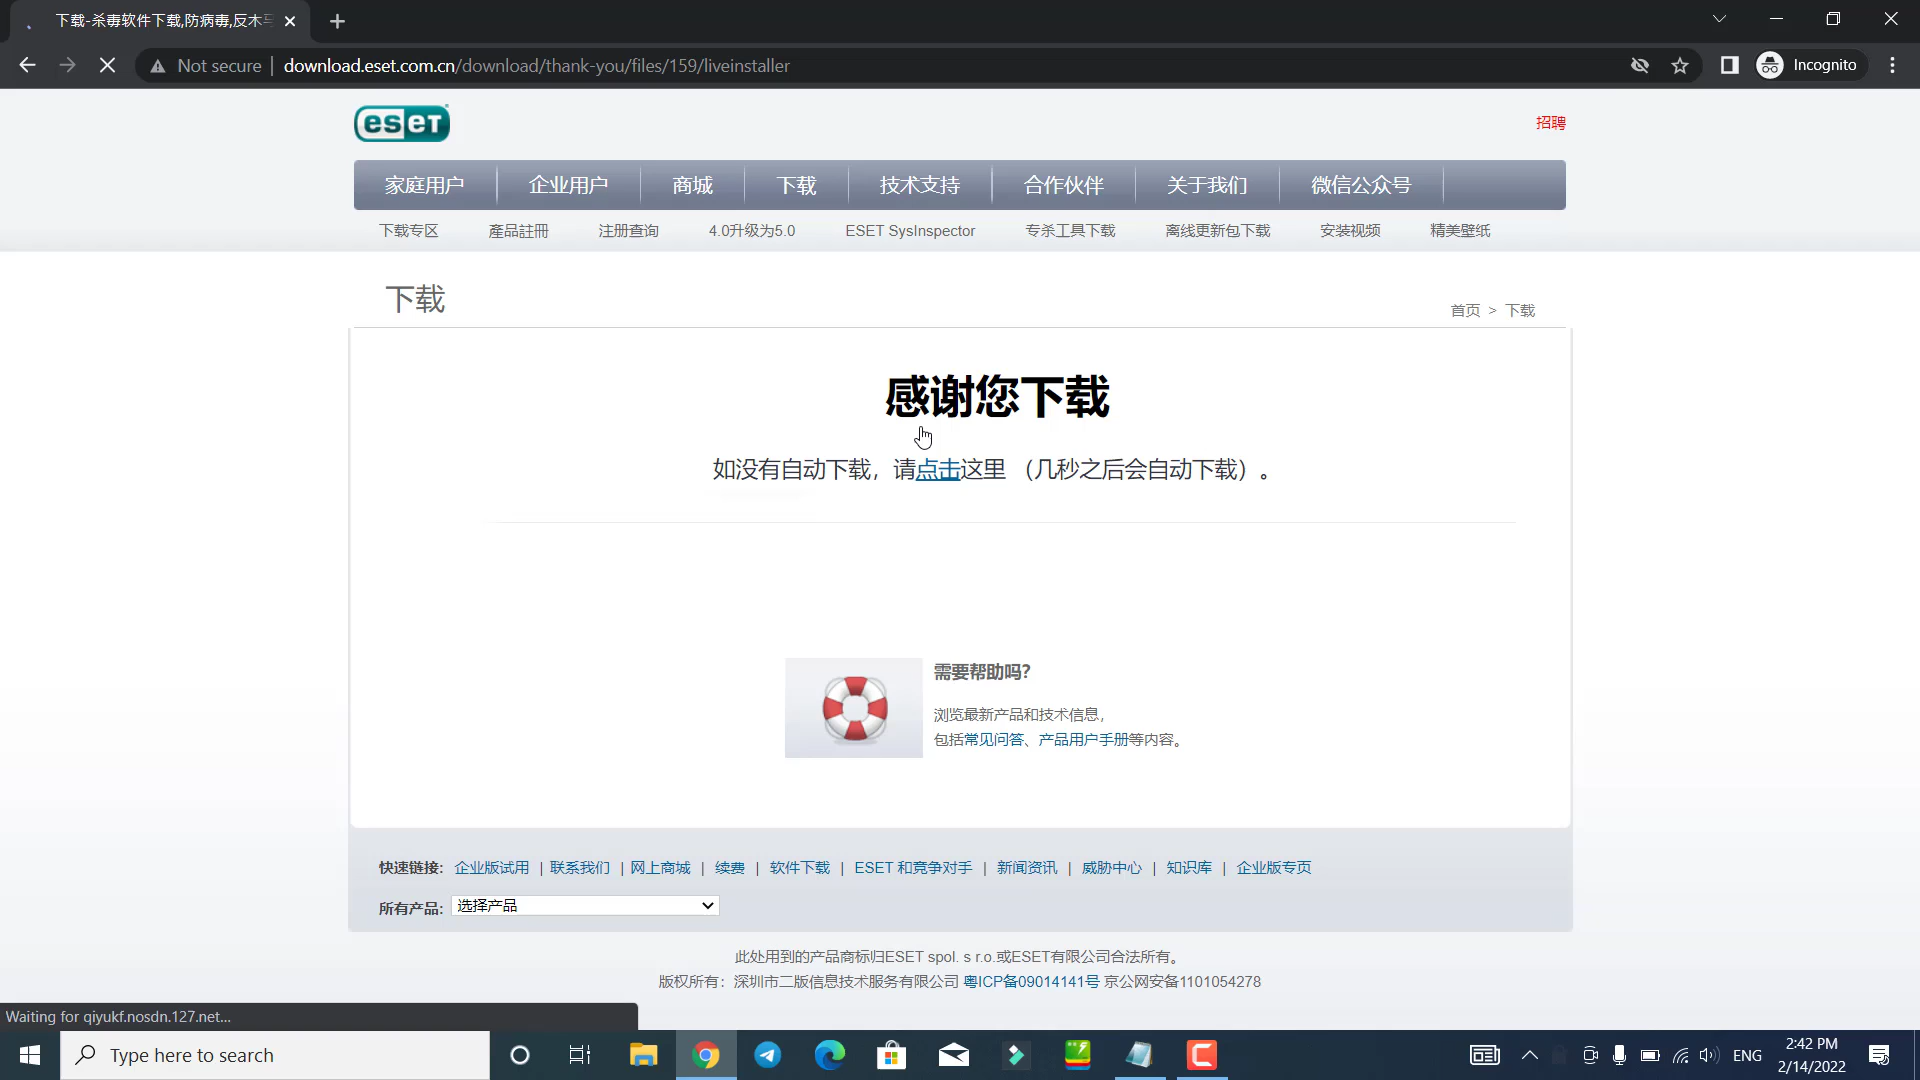 下载-杀毒软件下载,防病毒,反木马
Not secure
download.eset.com.cn/download/thank-you/files/159/liveinstaller
Incognito
eset
招聘
家庭用户
企业用户
商城
下载
技术支持
合作伙伴
关于我们
微信公众号
下载专区
產品註冊
注册查询
4.0升级为5.0
ESET SysInspector
专杀工具下载
离线更新包下载
安装视频
精美壁纸
下载
首页 > 下载
感谢您下载
如没有自动下载，请点击这里 （几秒之后会自动下载）。
需要帮助吗?
浏览最新产品和技术信息，
包括常见问答、产品用户手册等内容。
快速链接: 企业版试用 | 联系我们 | 网上商城 | 续费 | 软件下载 | ESET 和竞争对手 | 新闻资讯 | 威胁中心 | 知识库 | 企业版专页
所有产品: 选择产品
此处用到的产品商标归ESET spol. s r.o.或ESET有限公司合法所有。
版权所有：深圳市二版信息技术服务有限公司 粤ICP备09014141号 京公网安备1101054278
Waiting for qiyukf.nosdn.127.net...
Type here to search
ENG
2:42 PM
2/14/2022